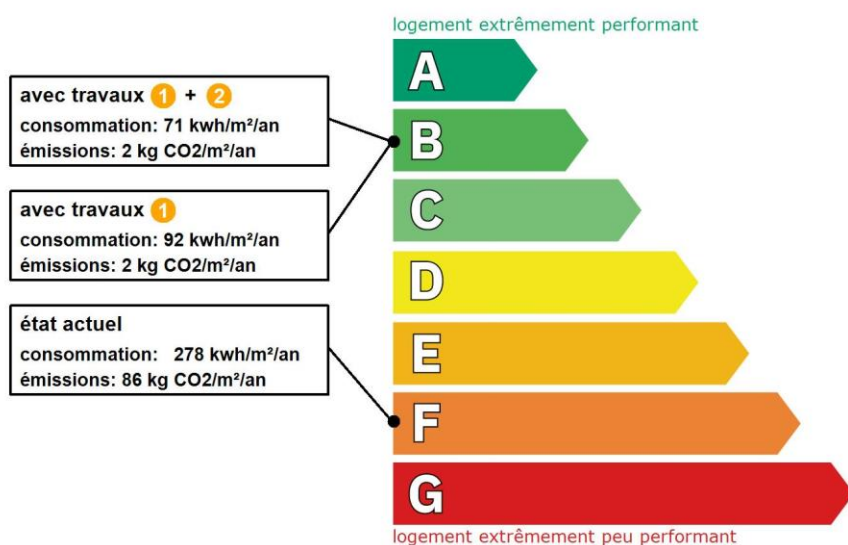 logement extrêmement performant
A
avec travaux 1 + 2
consommation: 71 kwh/m²/an
émissions: 2 kg CO2/m²/an
B
avec travaux 1
consommation: 92 kwh/m²/an
émissions: 2 kg CO2/m²/an
C
D
état actuel
consommation: 278 kwh/m²/an
émissions: 86 kg CO2/m²/an
E
F
G
logement extrêmement peu performant